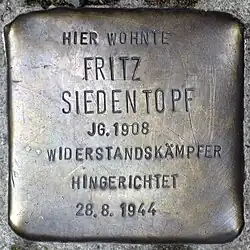 HIER WOHNTE
FRITZ
SIEDENTOPF
JG. 1908
WIDERSTANDSKÄMPFER
HINGERICHTET
28. 8. 1944